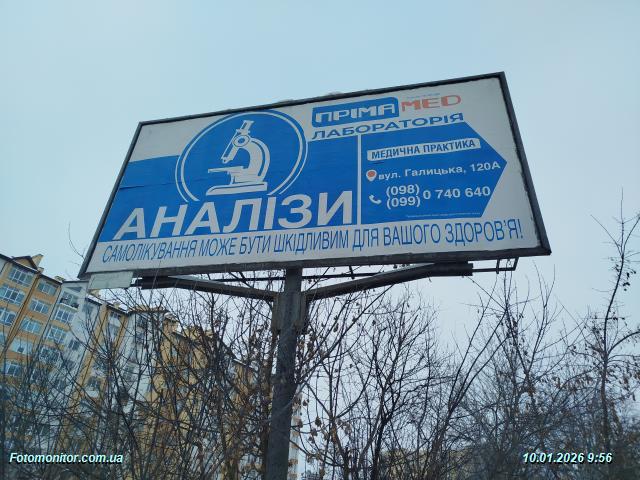 ПРІМА MED
ЛАБОРАТОРІЯ
МЕДИЧНА ПРАКТИКА
вул. Галицька, 120А
(098)
(099) 0 740 640
АНАЛІЗИ
САМОЛІКУВАННЯ МОЖЕ БУТИ ШКІДЛИВИМ ДЛЯ ВАШОГО ЗДОРОВ'Я!
Fotomonitor.com.ua
10.01.2026 9:56